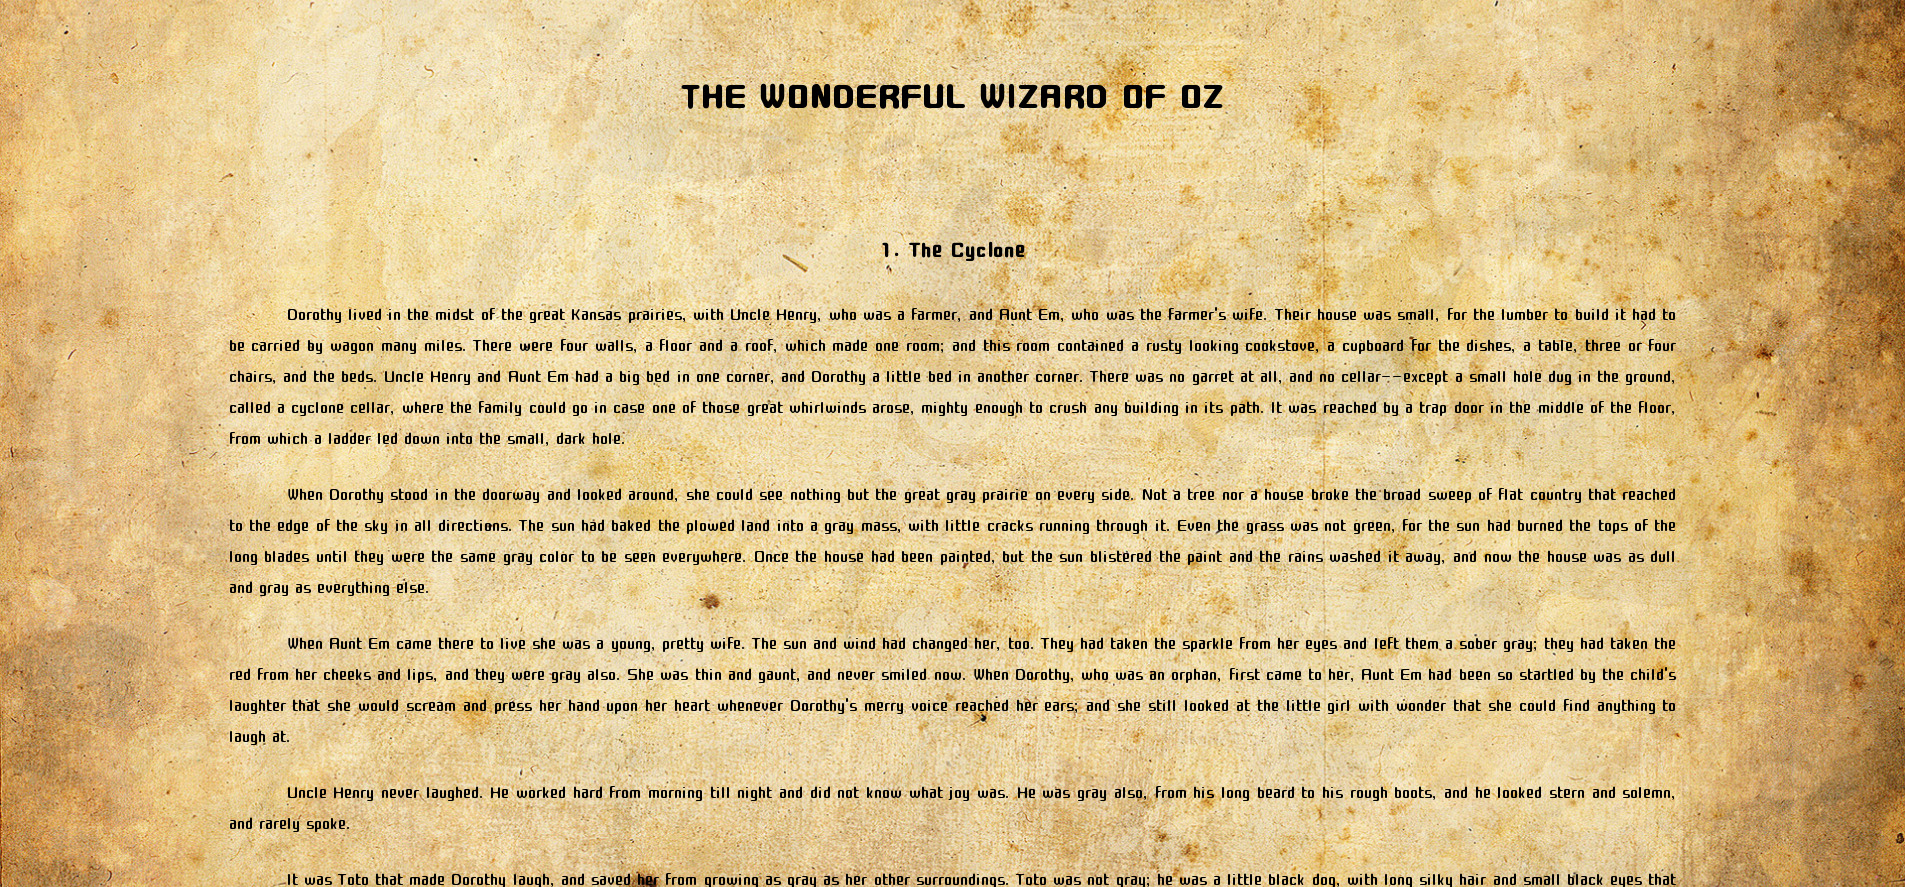 THE WONDERFUL WIZARD OF OZ
1. The Cyclone
Dorothy lived in the midst of the great Kansas prairies, with Uncle Henry, who was a farmer, and Aunt Em, who was the farmer's wife. Their house was small, for the lumber to build it had to
be carried by wagon many miles. There were four walls, a floor and a roof, which made one room; and this room contained a rusty looking cookstove, a cupboard for the dishes, a table, three or four
chairs, and the beds. Uncle Henry and Aunt Em had a big bed in one corner, and Dorothy a little bed in another corner. There was no garret at all, and no cellar--except a small hole dug in the ground,
called a cyclone cellar, where the family could go in case one of those great whirlwinds arose, mighty enough to crush any building in its path. It was reached by a trap door in the middle of the floor,
from which a ladder led down into the small, dark hole.
When Dorothy stood in the doorway and looked around, she could see nothing but the great gray prairie on every side. Not a tree nor a house broke the broad sweep of flat country that reached
to the edge of the sky in all directions. The sun had baked the plowed land into a gray mass, with little cracks running through it. Even the grass was not green, for the sun had burned the tops of the
long blades until they were the same gray color to be seen everywhere. Once the house had been painted, but the sun blistered the paint and the rains washed it away, and now the house was as dull
and gray as everything else.
When Aunt Em came there to live she was a young, pretty wife. The sun and wind had changed her, too. They had taken the sparkle from her eyes and left them a sober gray; they had taken the
red from her cheeks and lips, and they were gray also. She was thin and gaunt, and never smiled now. When Dorothy, who was an orphan, first came to her, Aunt Em had been so startled by the child's
laughter that she would scream and press her hand upon her heart whenever Dorothy's merry voice reached her ears; and she still looked at the little girl with wonder that she could find anything to
laugh at.
Uncle Henry never laughed. He worked hard from morning till night and did not know what joy was. He was gray also, from his long beard to his rough boots, and he looked stern and solemn,
and rarely spoke.
It was Toto that made Dorothy laugh, and saved her from growing as gray as her other surroundings. Toto was not gray; he was a little black dog, with long silky hair and small black eyes that